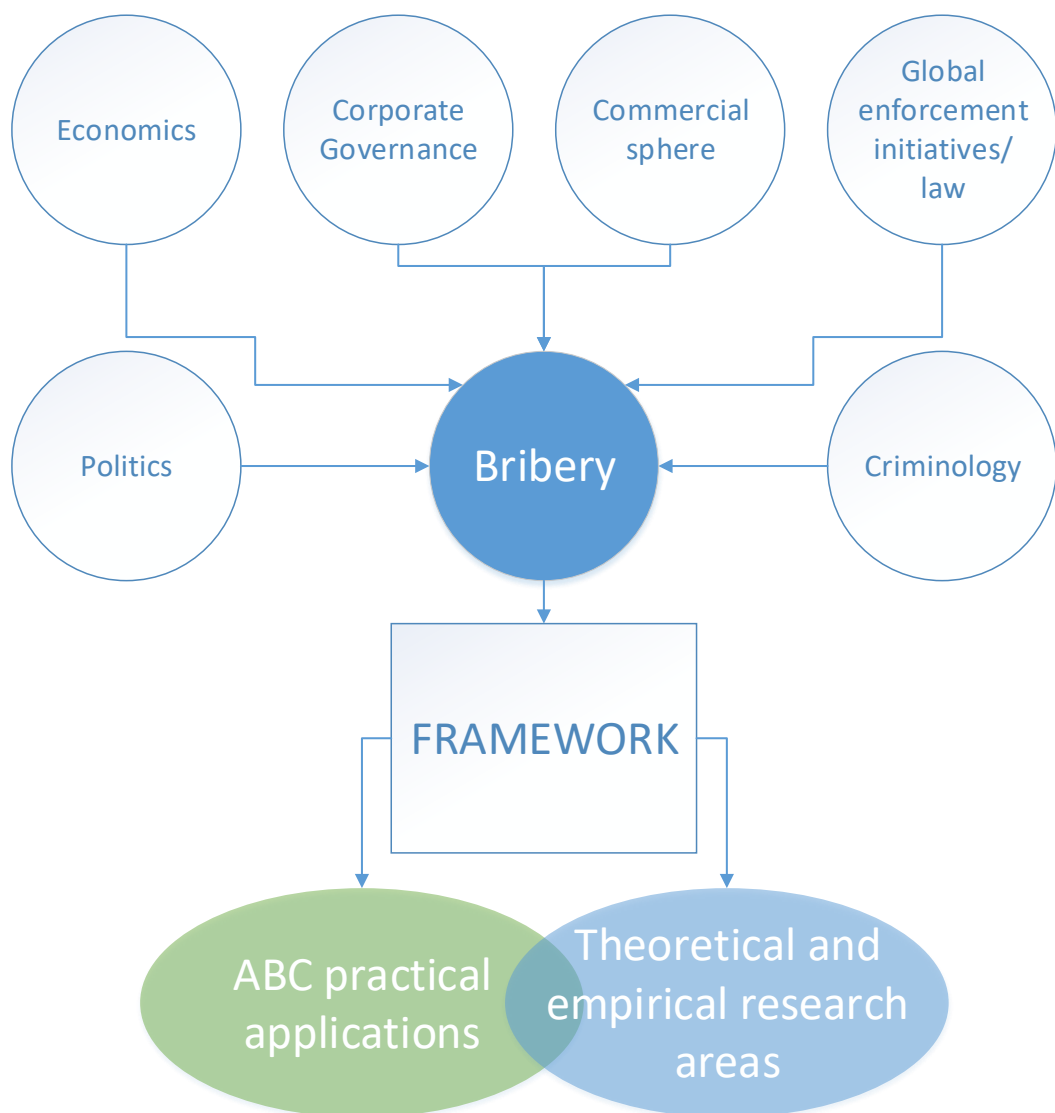 Economics
Corporate
Governance
Commercial
sphere
Global
enforcement
initiatives/
law
Politics
Bribery
Criminology
FRAMEWORK
ABC practical
applications
Theoretical and
empirical research
areas